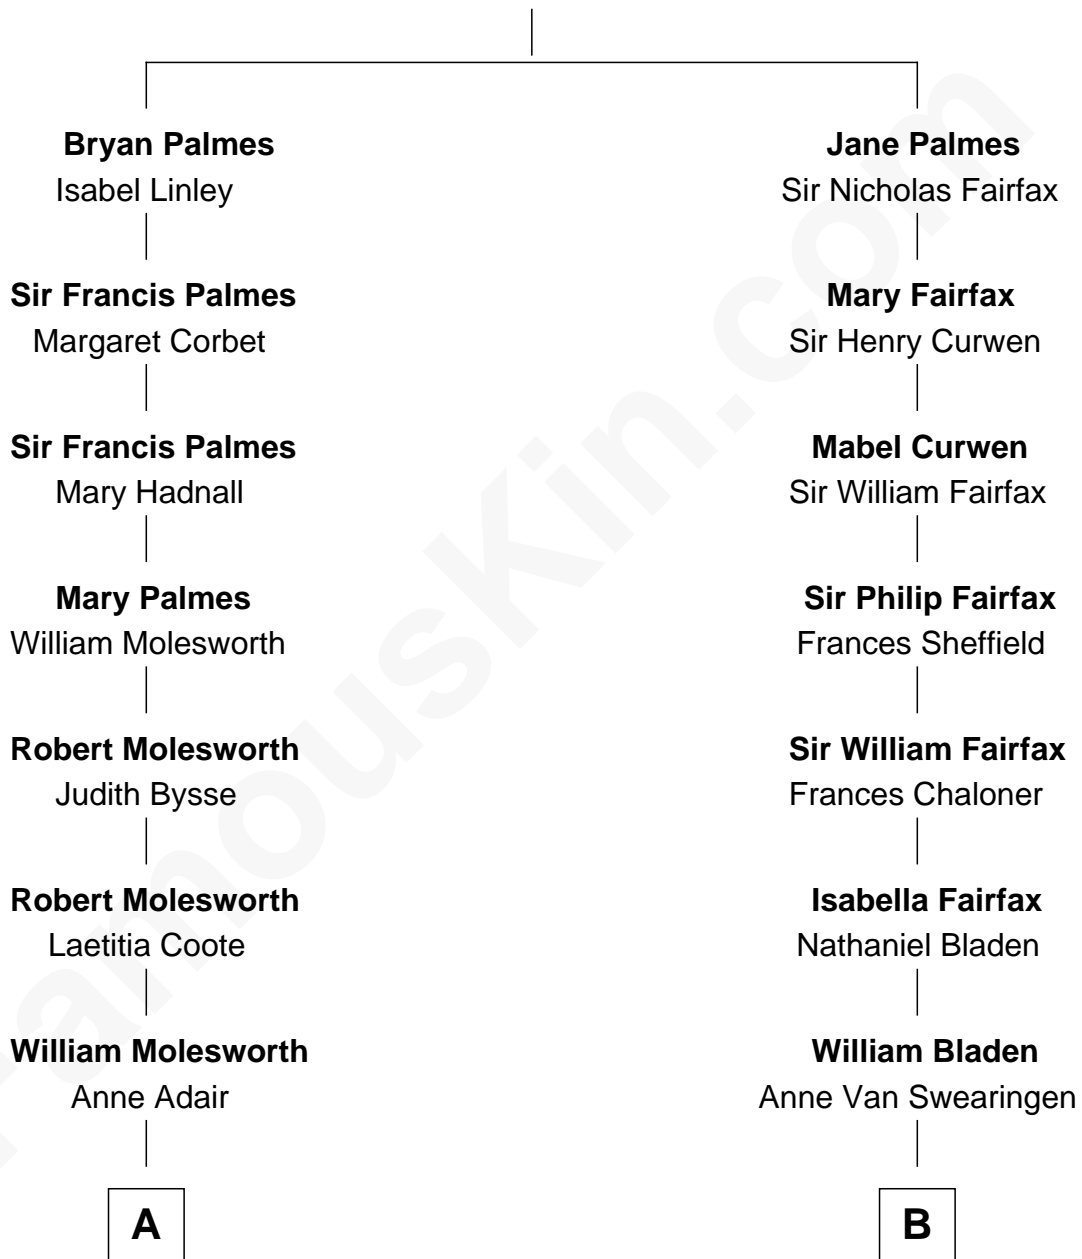 Bryan Palmes
Isabel Linley
Sir Francis Palmes
Margaret Corbet
Sir Francis Palmes
Mary Hadnall
Mary Palmes
William Molesworth
Robert Molesworth
Judith Bysse
Robert Molesworth
Laetitia Coote
William Molesworth
Anne Adair
A
Jane Palmes
Sir Nicholas Fairfax
Mary Fairfax
Sir Henry Curwen
Mabel Curwen
Sir William Fairfax
Sir Philip Fairfax
Frances Sheffield
Sir William Fairfax
Frances Chaloner
Isabella Fairfax
Nathaniel Bladen
William Bladen
Anne Van Swearingen
B
FamousKin.com